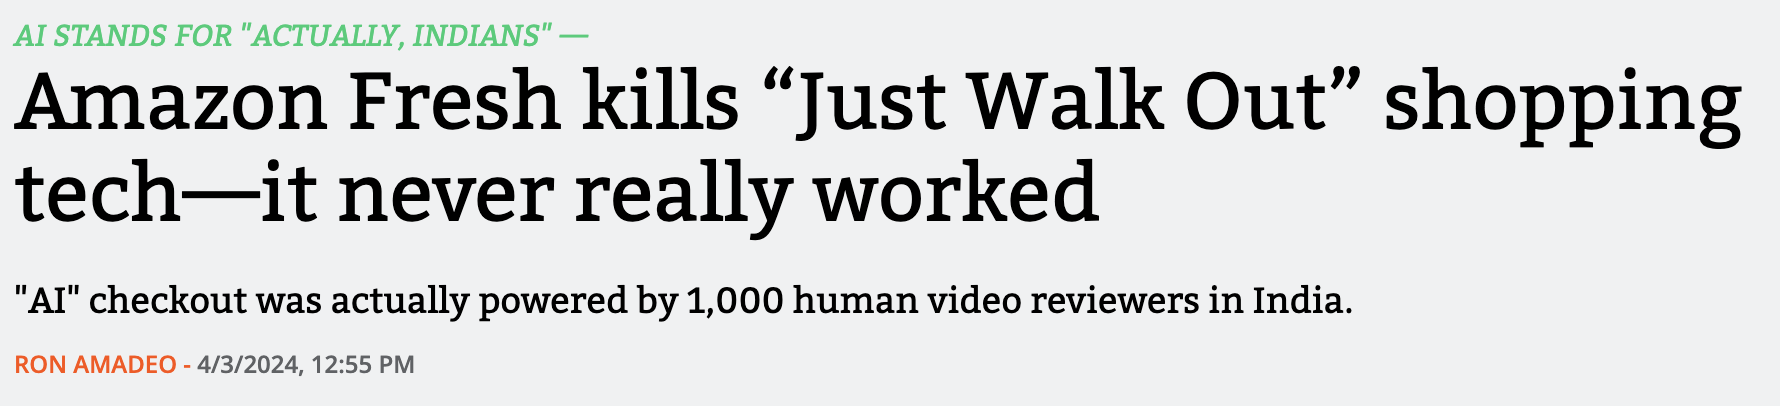 AI STANDS FOR "ACTUALLY, INDIANS" —
Amazon Fresh kills “Just Walk Out” shopping
tech—it never really worked
"AI" checkout was actually powered by 1,000 human video reviewers in India.
RON AMADEO - 4/3/2024, 12:55 PM